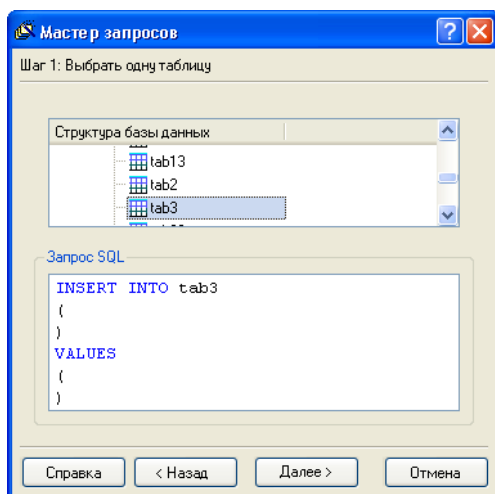 Мастер запросов
Шаг 1: Выбрать одну таблицу
Структура базы данных
tab13
tab2
tab3
Запрос SQL
INSERT INTO tab3
(
)
VALUES
(
)
Справка
< Назад
Далее >
Отмена